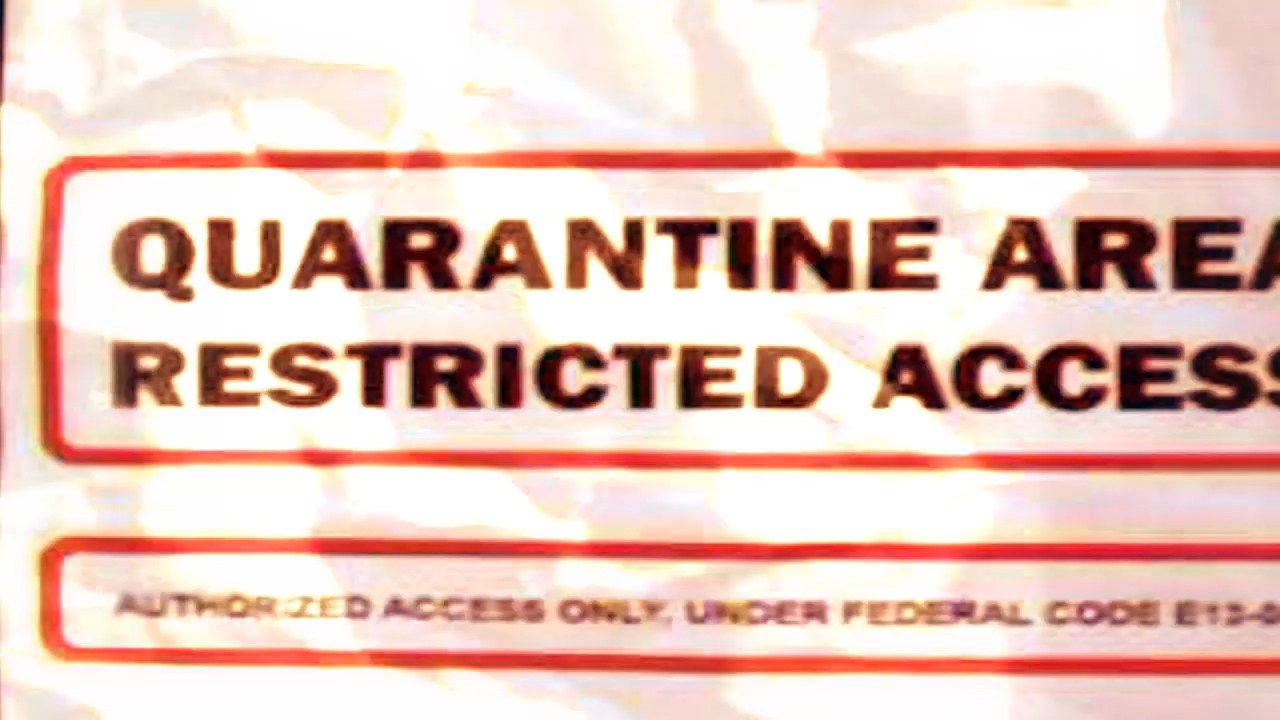 QUARANTINE AREA
RESTRICTED ACCESS
AUTHORIZED ACCESS ONLY. UNDER FEDERAL CODE